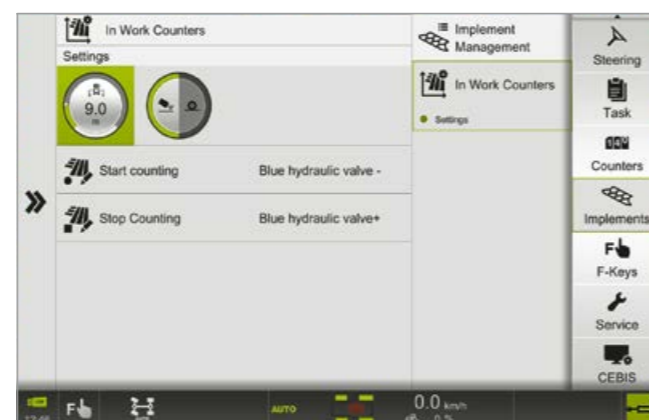 In Work Counters
Settings
9.0
m
Start counting
Blue hydraulic valve -
Stop Counting
Blue hydraulic valve+
Implement
Management
In Work Counters
Settings
Steering
Task
Counters
Implements
F
F-Keys
Service
CEBIS
F
AUTO
0.0 km/h
0 %